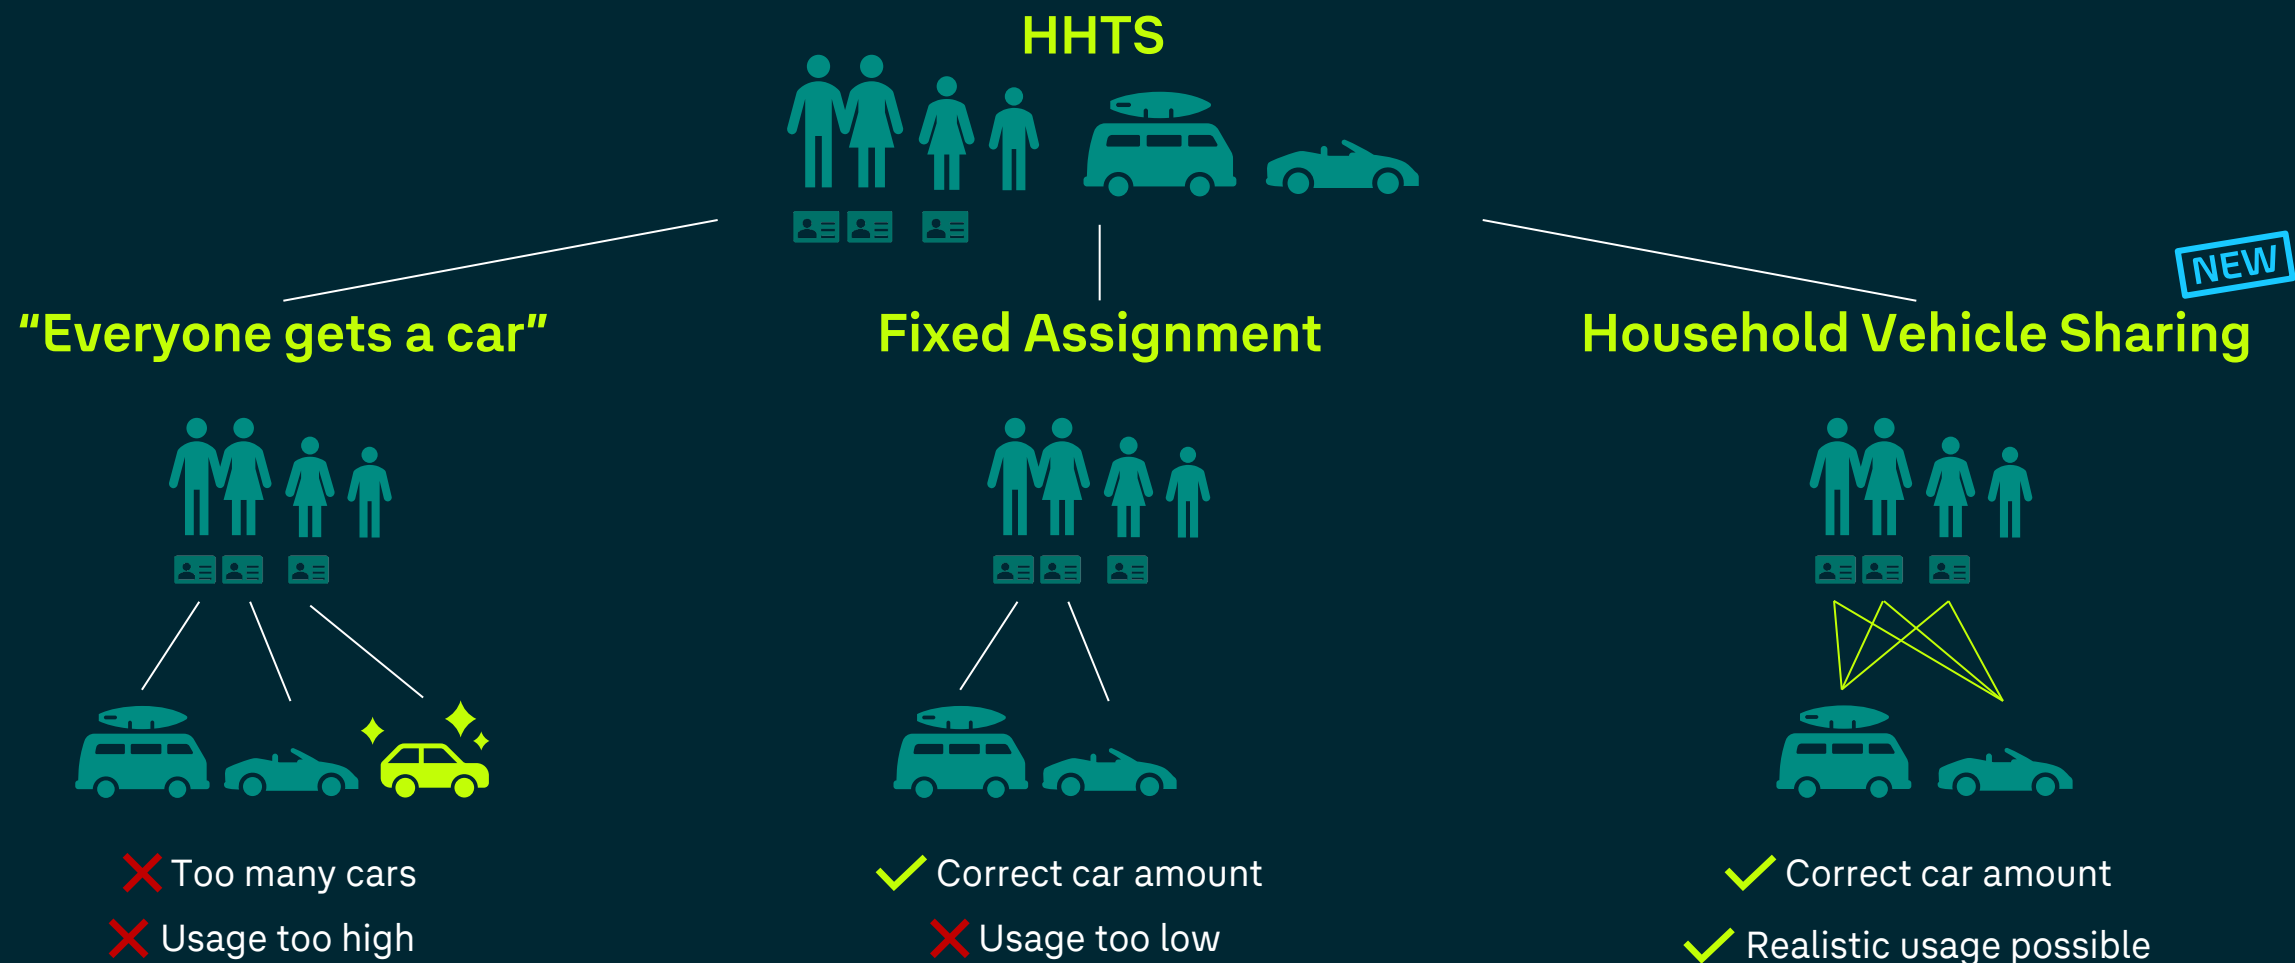 HHTS
NEW
“Everyone gets a car”
Fixed Assignment
Household Vehicle Sharing
Too many cars
Usage too high
Correct car amount
Usage too low
Correct car amount
Realistic usage possible